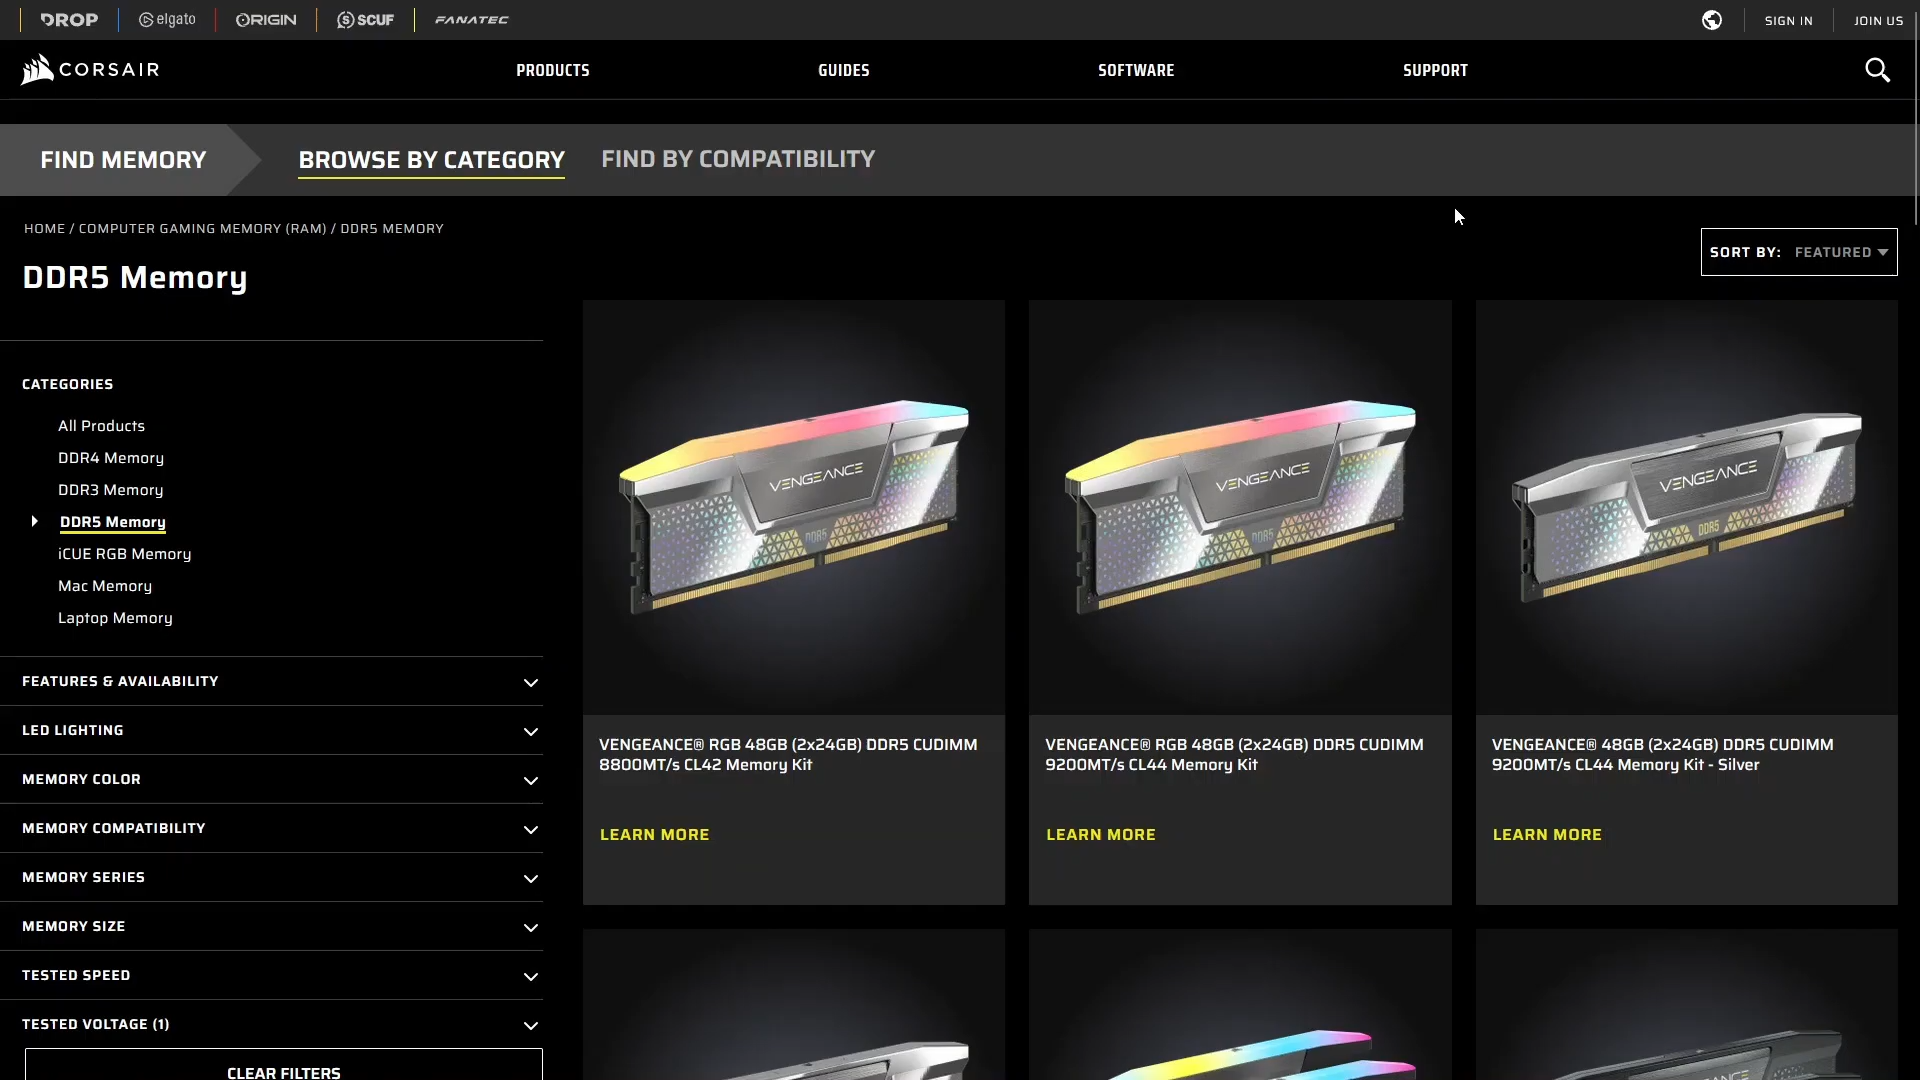 DROP
elgato
ORIGIN
SCUF
FANATEC
SIGN IN
JOIN US
CORSAIR
PRODUCTS
GUIDES
SOFTWARE
SUPPORT
FIND MEMORY
BROWSE BY CATEGORY
FIND BY COMPATIBILITY
HOME / COMPUTER GAMING MEMORY (RAM) / DDR5 MEMORY
SORT BY: FEATURED
DDR5 Memory
CATEGORIES
All Products
DDR4 Memory
DDR3 Memory
DDR5 Memory
iCUE RGB Memory
Mac Memory
Laptop Memory
FEATURES & AVAILABILITY
LED LIGHTING
MEMORY COLOR
MEMORY COMPATIBILITY
MEMORY SERIES
MEMORY SIZE
TESTED SPEED
TESTED VOLTAGE (1)
CLEAR FILTERS
VENGEANCE
DDR5
VENGEANCE® RGB 48GB (2x24GB) DDR5 CUDIMM
8800MT/s CL42 Memory Kit
LEARN MORE
VENGEANCE
DDR5
VENGEANCE® RGB 48GB (2x24GB) DDR5 CUDIMM
9200MT/s CL44 Memory Kit
LEARN MORE
VENGEANCE
DDR5
VENGEANCE® 48GB (2x24GB) DDR5 CUDIMM
9200MT/s CL44 Memory Kit - Silver
LEARN MORE